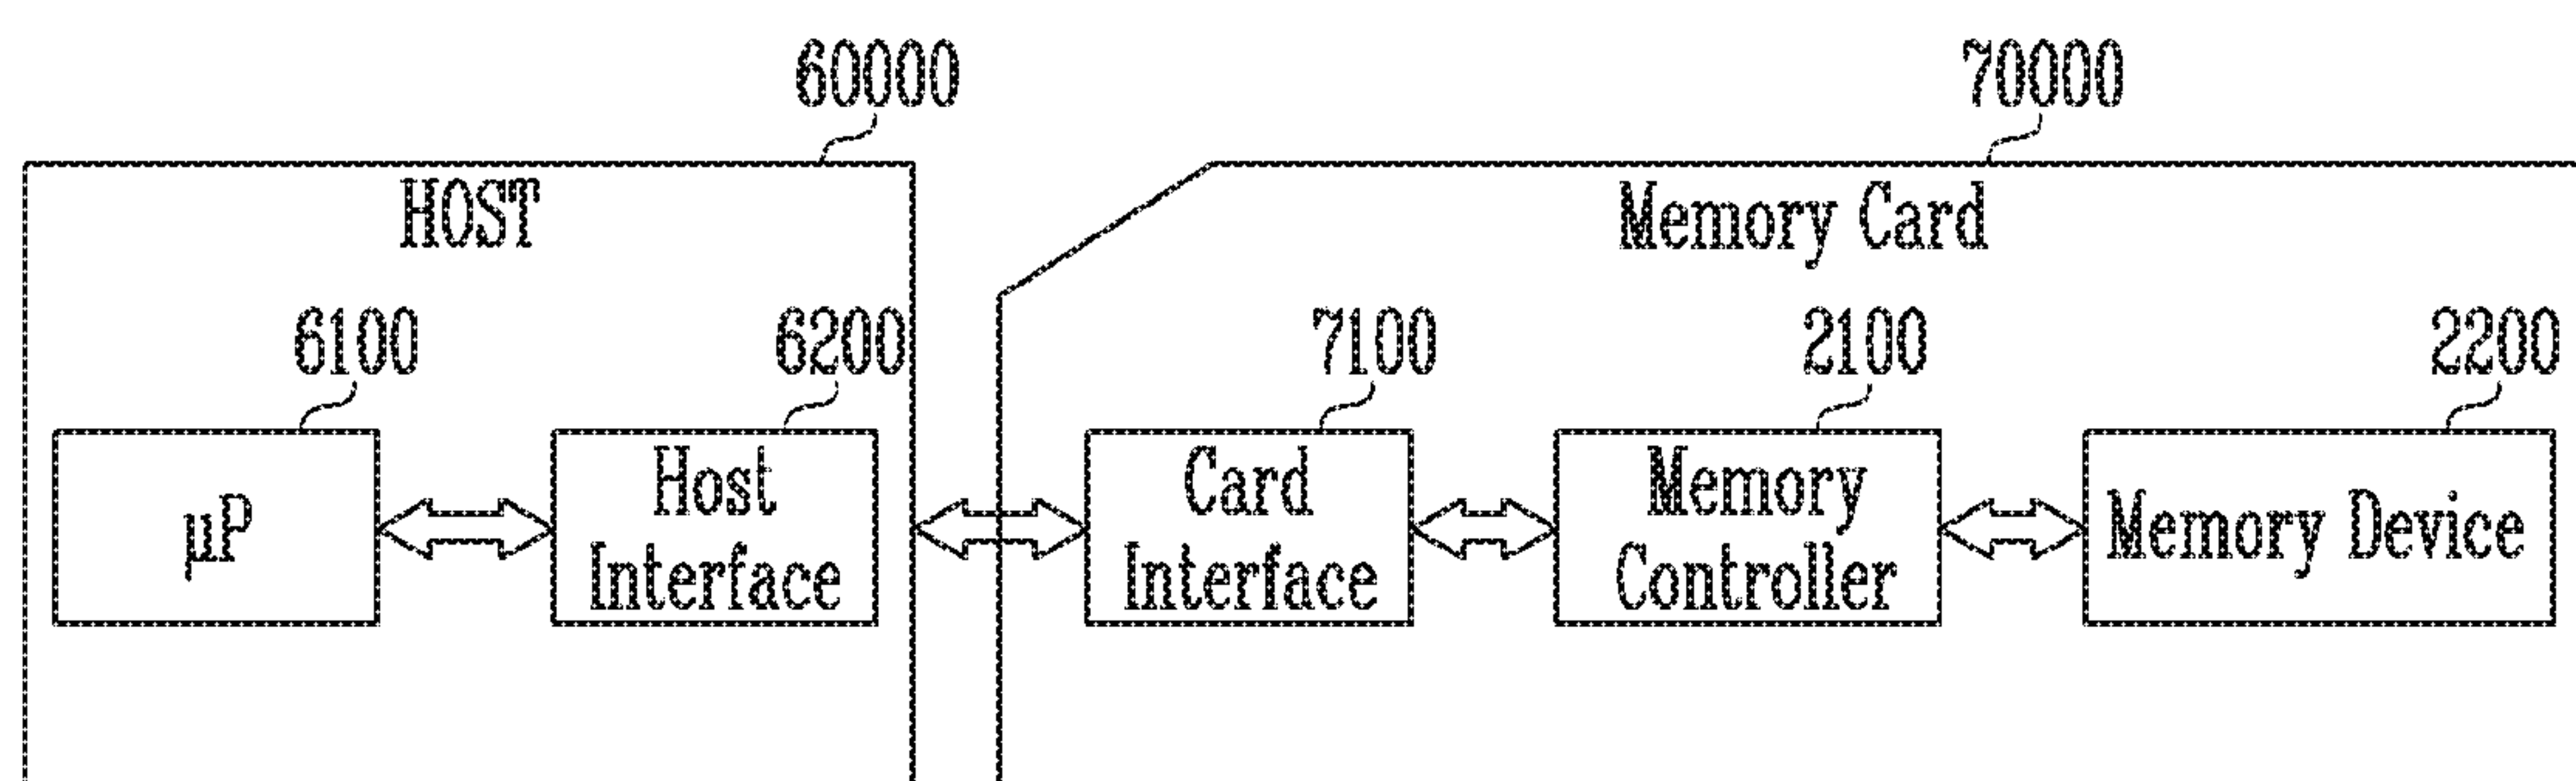 60000
70000
HOST
Memory Card
6100
6200
7100
2100
2200
µP
Host
Interface
Card
Interface
Memory
Controller
Memory Device